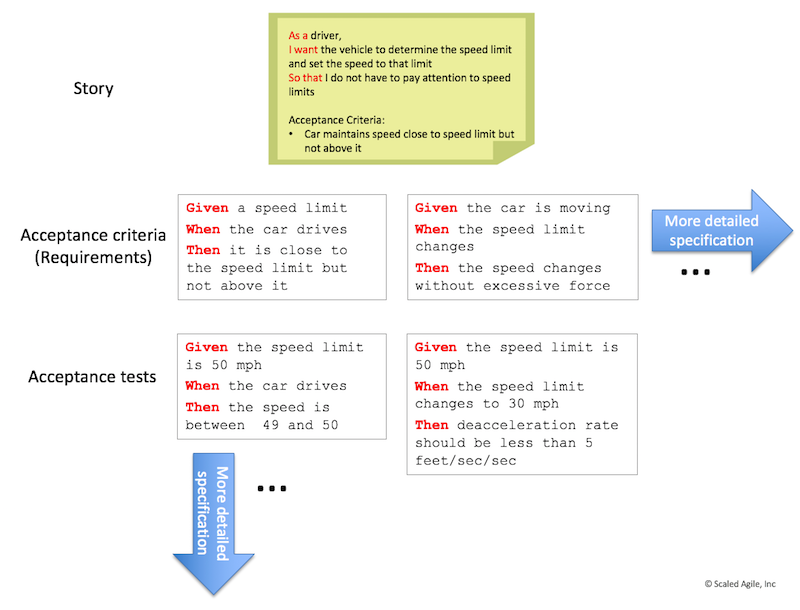 As a driver,
I want the vehicle to determine the speed limit
and set the speed to that limit
So that I do not have to pay attention to speed
limits
Acceptance Criteria:
• Car maintains speed close to speed limit but
not above it
Story
Acceptance criteria
(Requirements)
Given a speed limit
When the car drives
Then it is close to
the speed limit but
not above it
Given the car is moving
When the speed limit
changes
Then the speed changes
without excessive force
More detailed
specification
...
Acceptance tests
Given the speed limit
is 50 mph
When the car drives
Then the speed is
between 49 and 50
Given the speed limit is
50 mph
When the speed limit
changes to 30 mph
Then deacceleration rate
should be less than 5
feet/sec/sec
More detailed
specification
...
© Scaled Agile, Inc